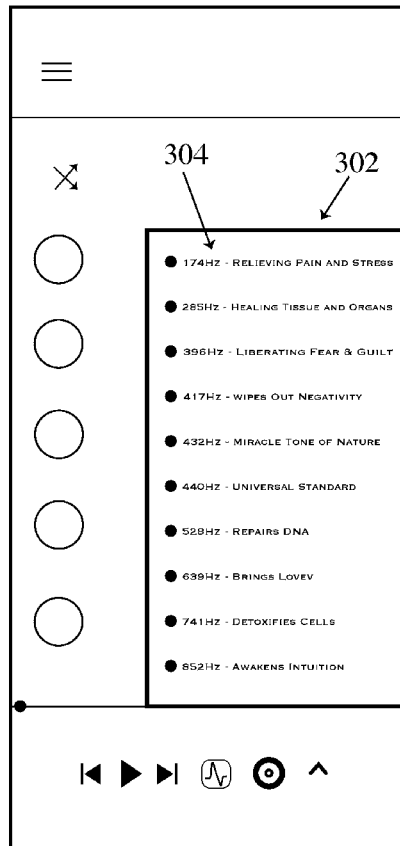 304
302
174Hz - Relieving Pain and Stress
285Hz - Healing Tissue and Organs
396Hz - Liberating Fear & Guilt
417Hz - wipes Out Negativity
432Hz - Miracle Tone of Nature
440Hz - Universal Standard
528Hz - Repairs DNA
639Hz - Brings Lovev
741Hz - Detoxifies Cells
852Hz - Awakens Intuition